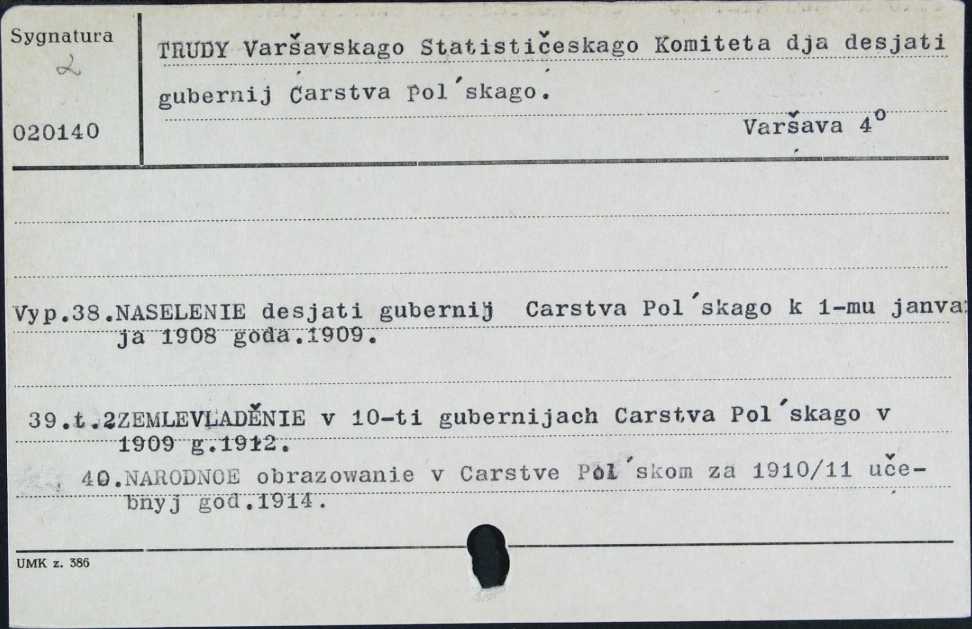 Sygnatura
2
020140
TRUDY Varšavskago Statističeskago Komiteta dja desjati
gubernij Carstva Pol´skago.
Varšava 4°
Vyp.38.NASELENIE desjati gubernij Carstva Pol´skago k 1-mu janva
ja 1908 goda.1909.
39.t.2ZEMLEVLADĚNIE v 10-ti gubernijach Carstva Pol´skago v
1909 g.1912.
40.NARODNOE obrazowanie v Carstve Pol´skom za 1910/11 uče-
bnyj god.1914.
UMK z. 386